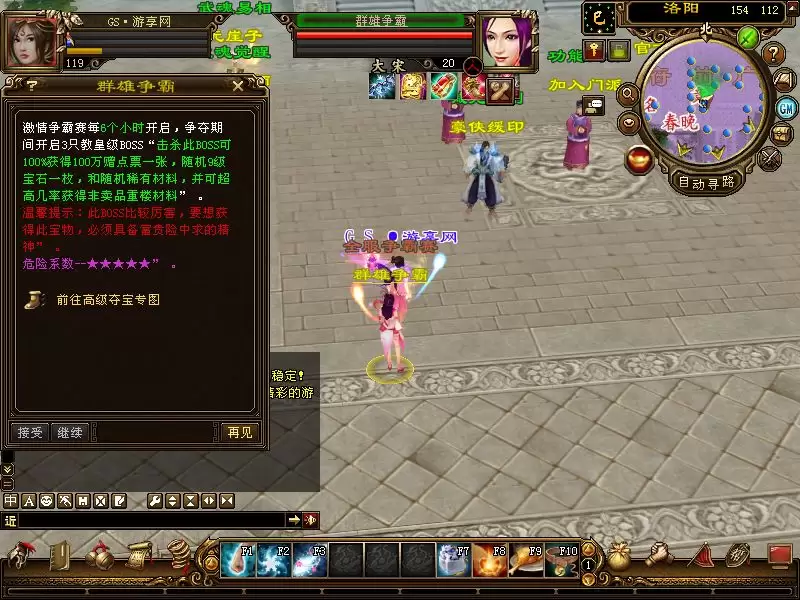 武魂易相
GS·游享网
119
武魂觉醒
群雄争霸
大宋
20
洛阳
154 112
北
功能
加入门派
豪侠缓印
春晚
GM
自动寻路
GS●游享网
全服争霸赛
群雄争霸
? 群雄争霸
激情争霸赛每6个小时开启，争夺期
间开启3只教皇级BOSS“击杀此BOSS可
100%获得100万赠点票一张，随机9级
宝石一枚，和随机稀有材料，并可超
高几率获得非卖品重楼材料” 。
温馨提示：此BOSS比较厉害，要想获
得此宝物，必须具备富贵险中求的精
神” 。
危险系数--★★★★★” 。
前往高级夺宝专图
稳定！
精彩的游
接受 继续 再见
中 A
近
F1 F2 F3 F7 F8 F9 F10
1